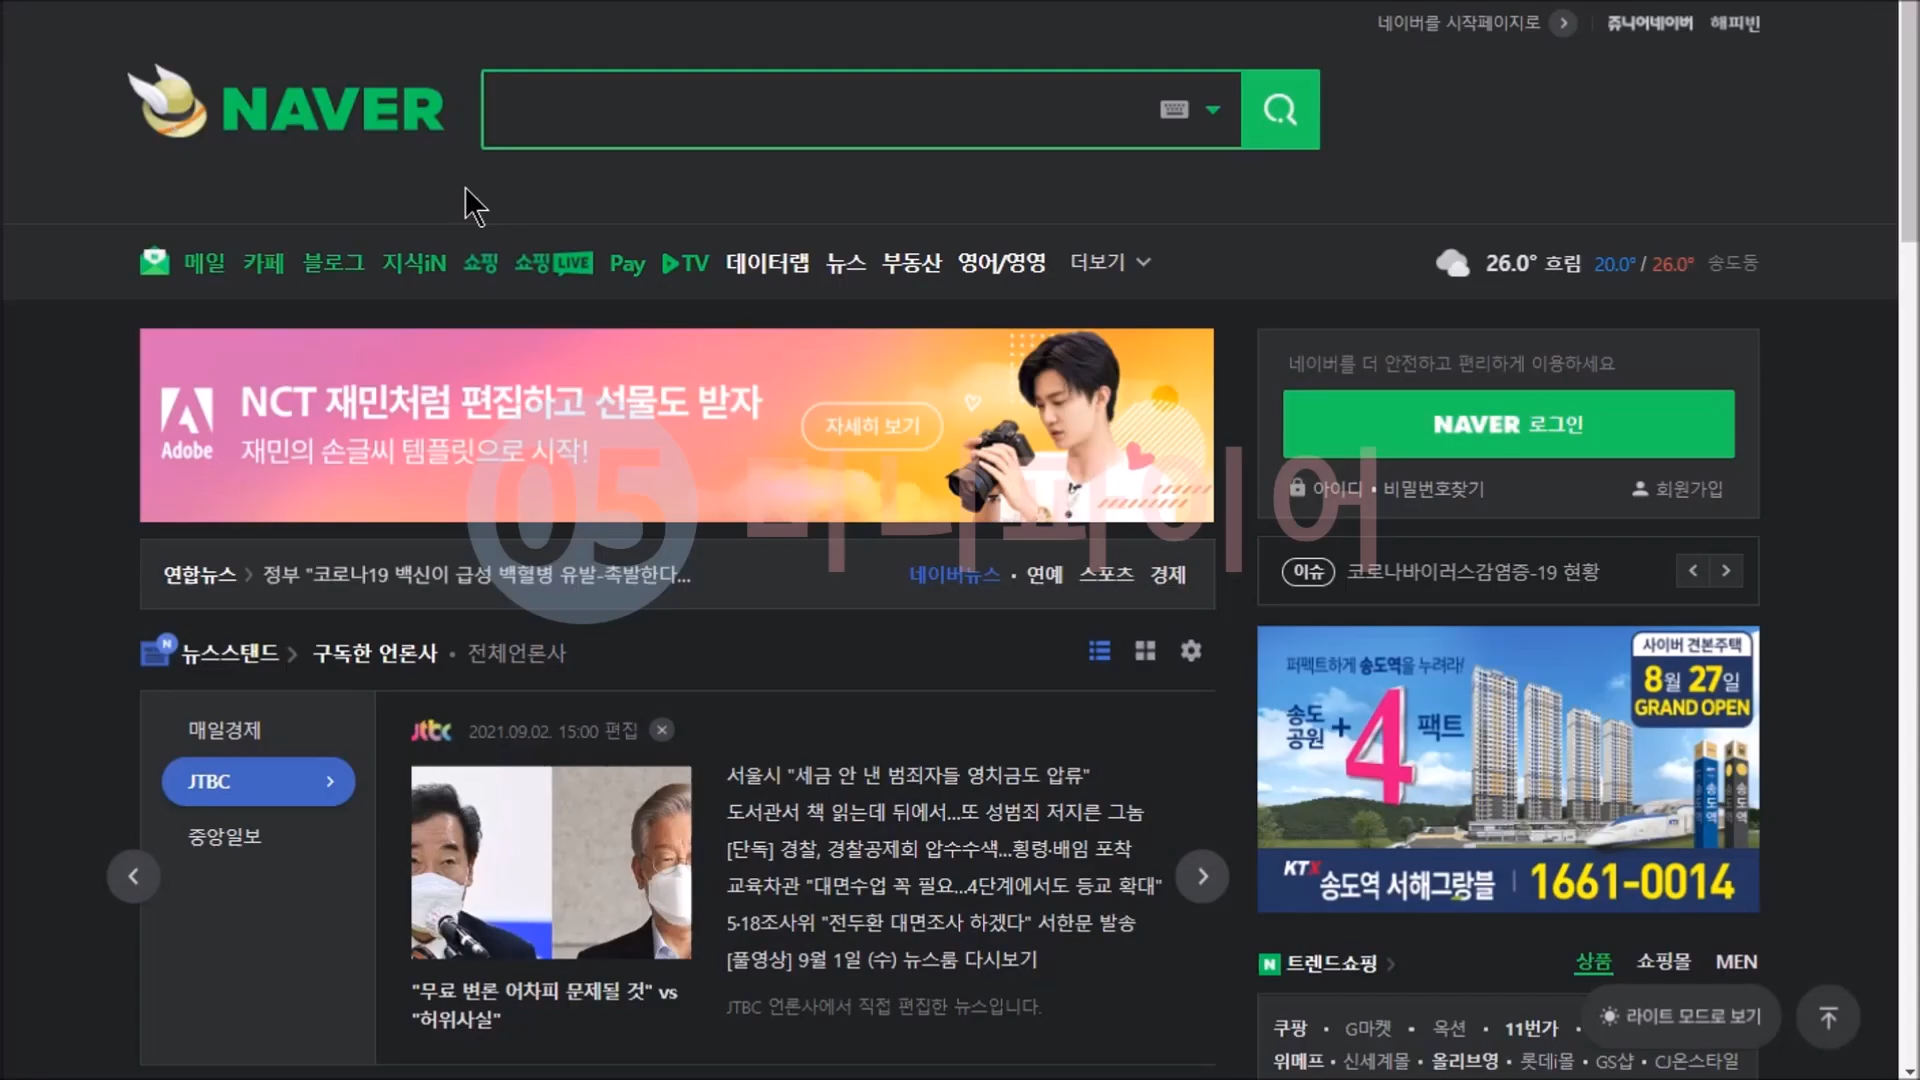 네이버를 시작페이지로 쥬니어네이버 해피빈
NAVER
메일 카페 블로그 지식iN 쇼핑 쇼핑LIVE Pay TV 데이터랩 뉴스 부동산 영어/영영 더보기
26.0° 흐림 20.0° / 26.0° 송도동
Adobe
NCT 재민처럼 편집하고 선물도 받자
재민의 손글씨 템플릿으로 시작!
자세히 보기
네이버를 더 안전하고 편리하게 이용하세요
NAVER 로그인
아이디 · 비밀번호찾기 회원가입
05 미니파이어
연합뉴스 > 정부 "코로나19 백신이 급성 백혈병 유발-촉발한다...
네이버뉴스 · 연예 스포츠 경제
이슈 코로나바이러스감염증-19 현황
뉴스스탠드 > 구독한 언론사 · 전체언론사
매일경제
JTBC
중앙일보
jtbc 2021.09.02. 15:00 편집
"무료 변론 어차피 문제될 것" vs
"허위사실"
서울시 "세금 안 낸 범죄자들 영치금도 압류"
도서관서 책 읽는데 뒤에서...또 성범죄 저지른 그놈
[단독] 경찰, 경찰공제회 압수수색...횡령·배임 포착
교육차관 "대면수업 꼭 필요...4단계에서도 등교 확대"
5·18조사위 "전두환 대면조사 하겠다" 서한문 발송
[풀영상] 9월 1일 (수) 뉴스룸 다시보기
JTBC 언론사에서 직접 편집한 뉴스입니다.
퍼펙트하게 송도역을 누려라!
송도
공원 + 4 팩트
사이버 견본주택
8월 27일
GRAND OPEN
송도역
송도역
KTX 송도역 서해그랑블 1661-0014
N 트렌드쇼핑 > 상품 쇼핑몰 MEN
쿠팡 · G마켓 · 옥션 · 11번가 ·
위메프 · 신세계몰 · 올리브영 · 롯데i몰 · GS샵 · CJ온스타일
라이트 모드로 보기